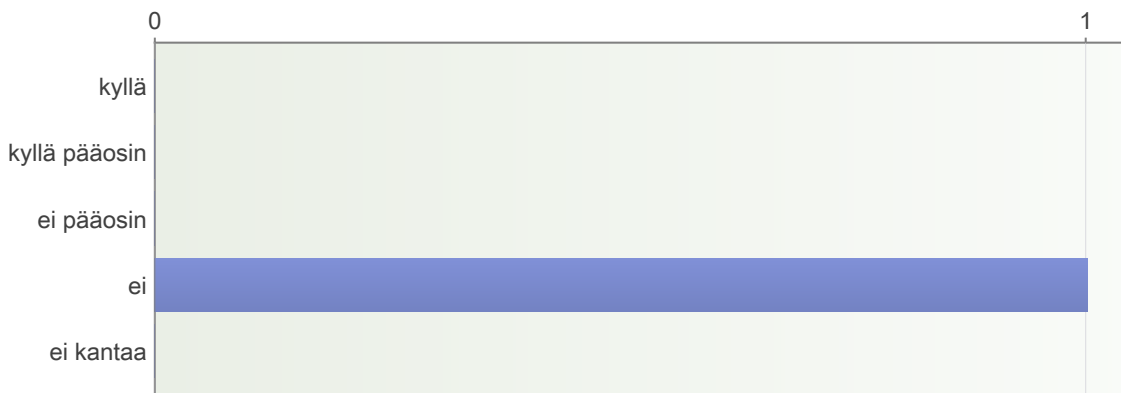 0 1
kyllä
kyllä pääosin
ei pääosin
ei
ei kantaa